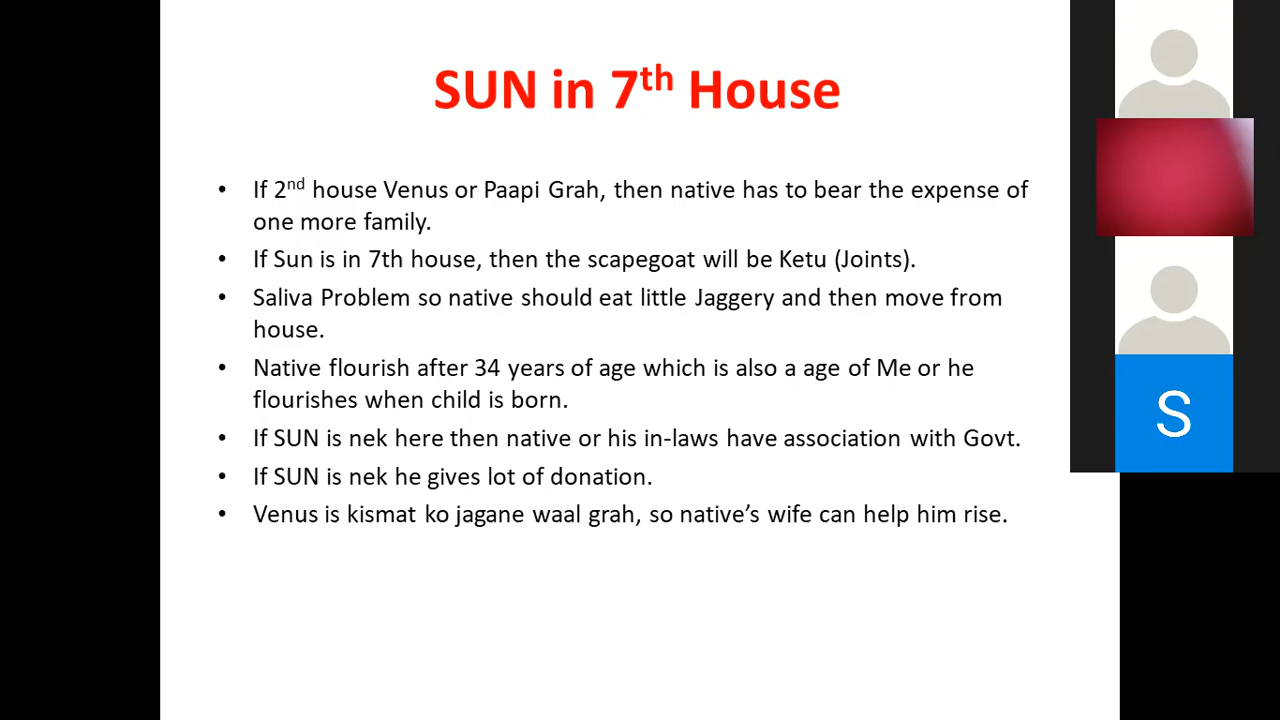 SUN in 7th House
• If 2nd house Venus or Paapi Grah, then native has to bear the expense of
one more family.
• If Sun is in 7th house, then the scapegoat will be Ketu (Joints).
• Saliva Problem so native should eat little Jaggery and then move from
house.
• Native flourish after 34 years of age which is also a age of Me or he
flourishes when child is born.
• If SUN is nek here then native or his in-laws have association with Govt.
• If SUN is nek he gives lot of donation.
• Venus is kismat ko jagane waal grah, so native’s wife can help him rise.
S